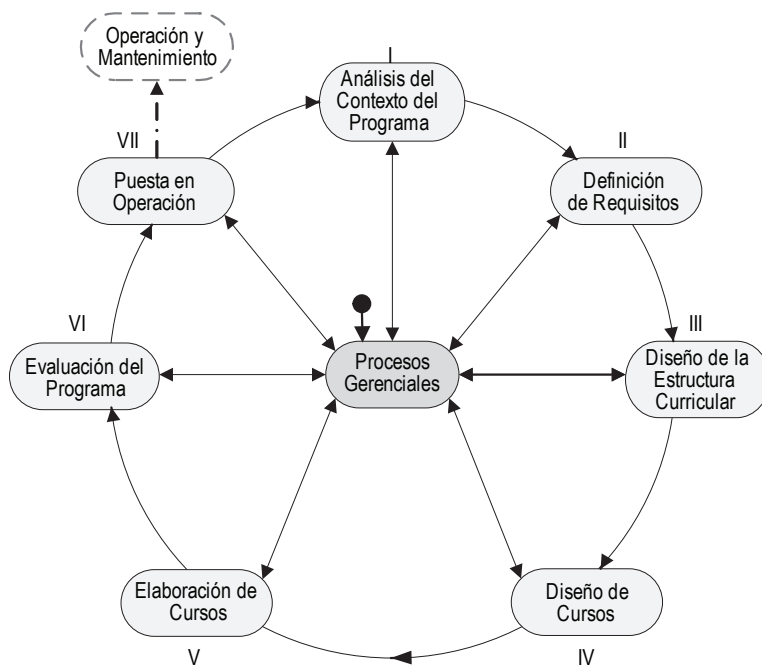 Operación y
Mantenimiento
I
Análisis del
Contexto del
Programa
VII
Puesta en
Operación
II
Definición
de Requisitos
VI
Evaluación del
Programa
Procesos
Gerenciales
III
Diseño de la
Estructura
Curricular
Elaboración de
Cursos
V
Diseño de
Cursos
IV